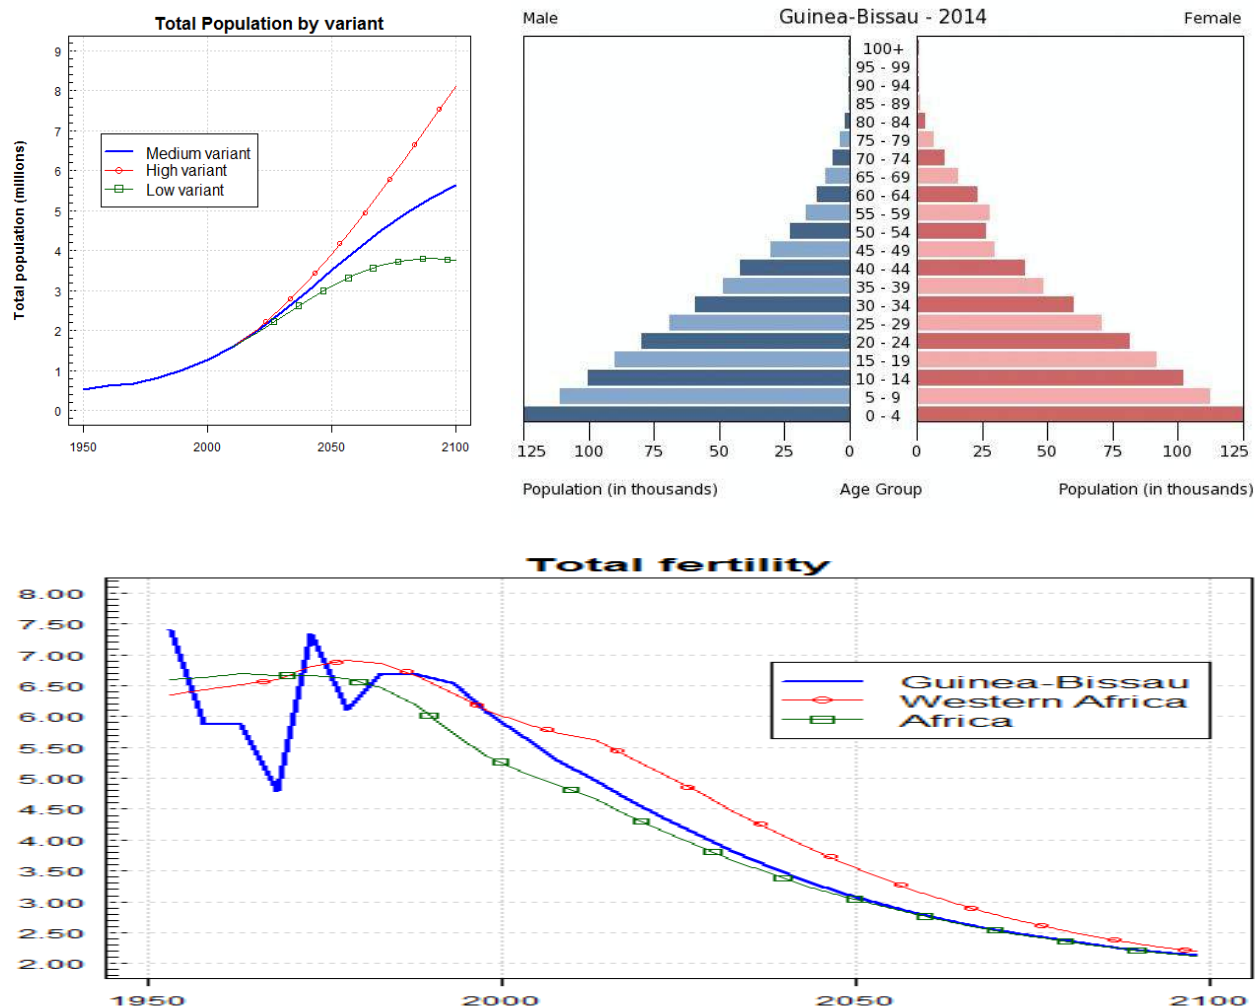 Total Population by variant
Total population (millions)
9
8
7
6
5
4
3
2
1
0
Medium variant
High variant
Low variant
1950 2000 2050 2100
Male Guinea-Bissau - 2014 Female
100+
95 - 99
90 - 94
85 - 89
80 - 84
75 - 79
70 - 74
65 - 69
60 - 64
55 - 59
50 - 54
45 - 49
40 - 44
35 - 39
30 - 34
25 - 29
20 - 24
15 - 19
10 - 14
5 - 9
0 - 4
125 100 75 50 25 0 0 25 50 75 100 125
Population (in thousands) Age Group Population (in thousands)
Total fertility
8.00
7.50
7.00
6.50
6.00
5.50
5.00
4.50
4.00
3.50
3.00
2.50
2.00
Guinea-Bissau
Western Africa
Africa
1950 2000 2050 2100